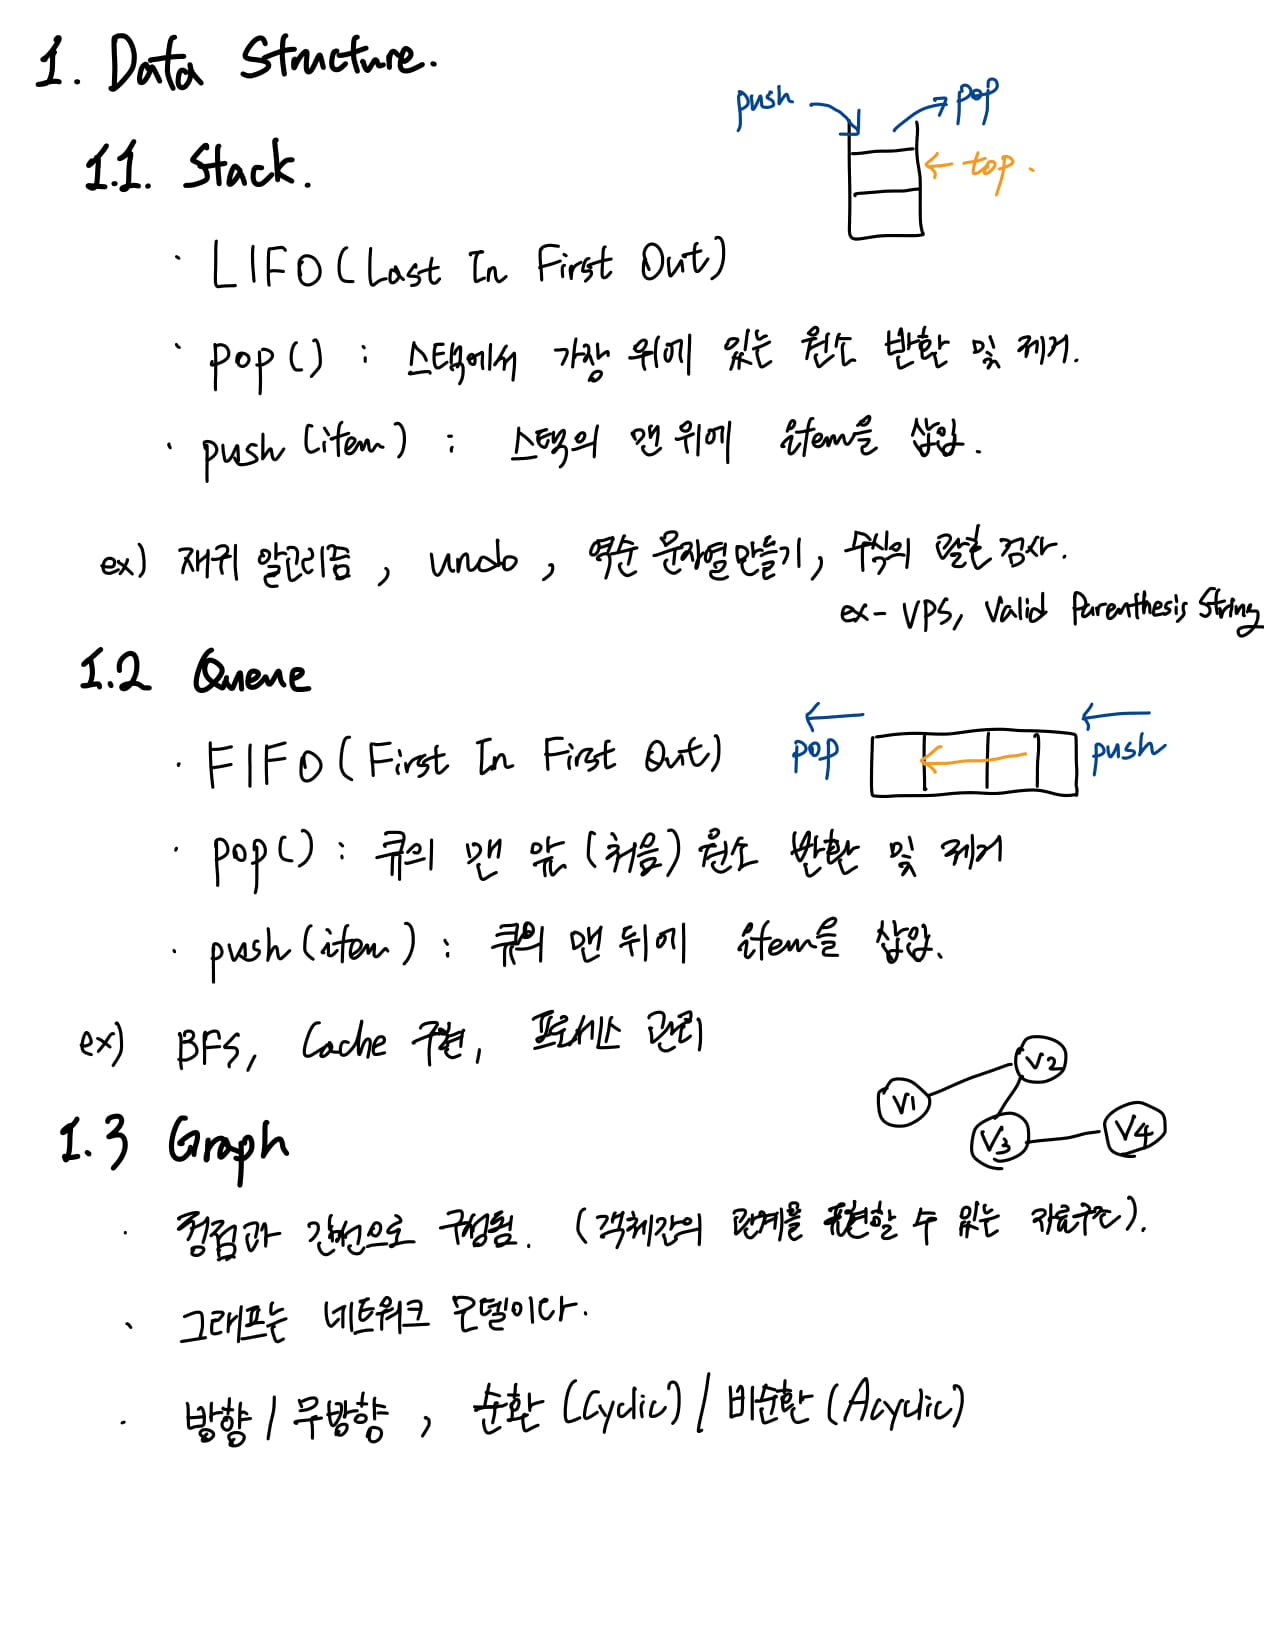 1. Data Structure.
push
pop
1.1. Stack.
← top.
· LIFO (Last In First Out)
· pop() : 스택에서 가장 위에 있는 원소 반환 및 제거.
· push (item) : 스택의 맨 위에 item을 삽입.
ex) 재귀 알고리즘, undo, 역순 문자열 만들기, 수식의 괄호 검사.
ex- VPS, Valid Parenthesis String
1.2 Queue
· FIFO (First In First Out)
pop
push
· pop() : 큐의 맨 앞 (처음) 원소 반환 및 제거
· push (item) : 큐의 맨 뒤에 item을 삽입.
ex) BFS, Cache 구현, 프로세스 관리
V1
V2
V3
V4
1.3 Graph
· 정점과 간선으로 구성됨. (객체간의 관계를 표현할 수 있는 자료구조).
· 그래프는 네트워크 모델이다.
· 방향 / 무방향, 순환 (Cyclic) / 비순환 (Acyclic)